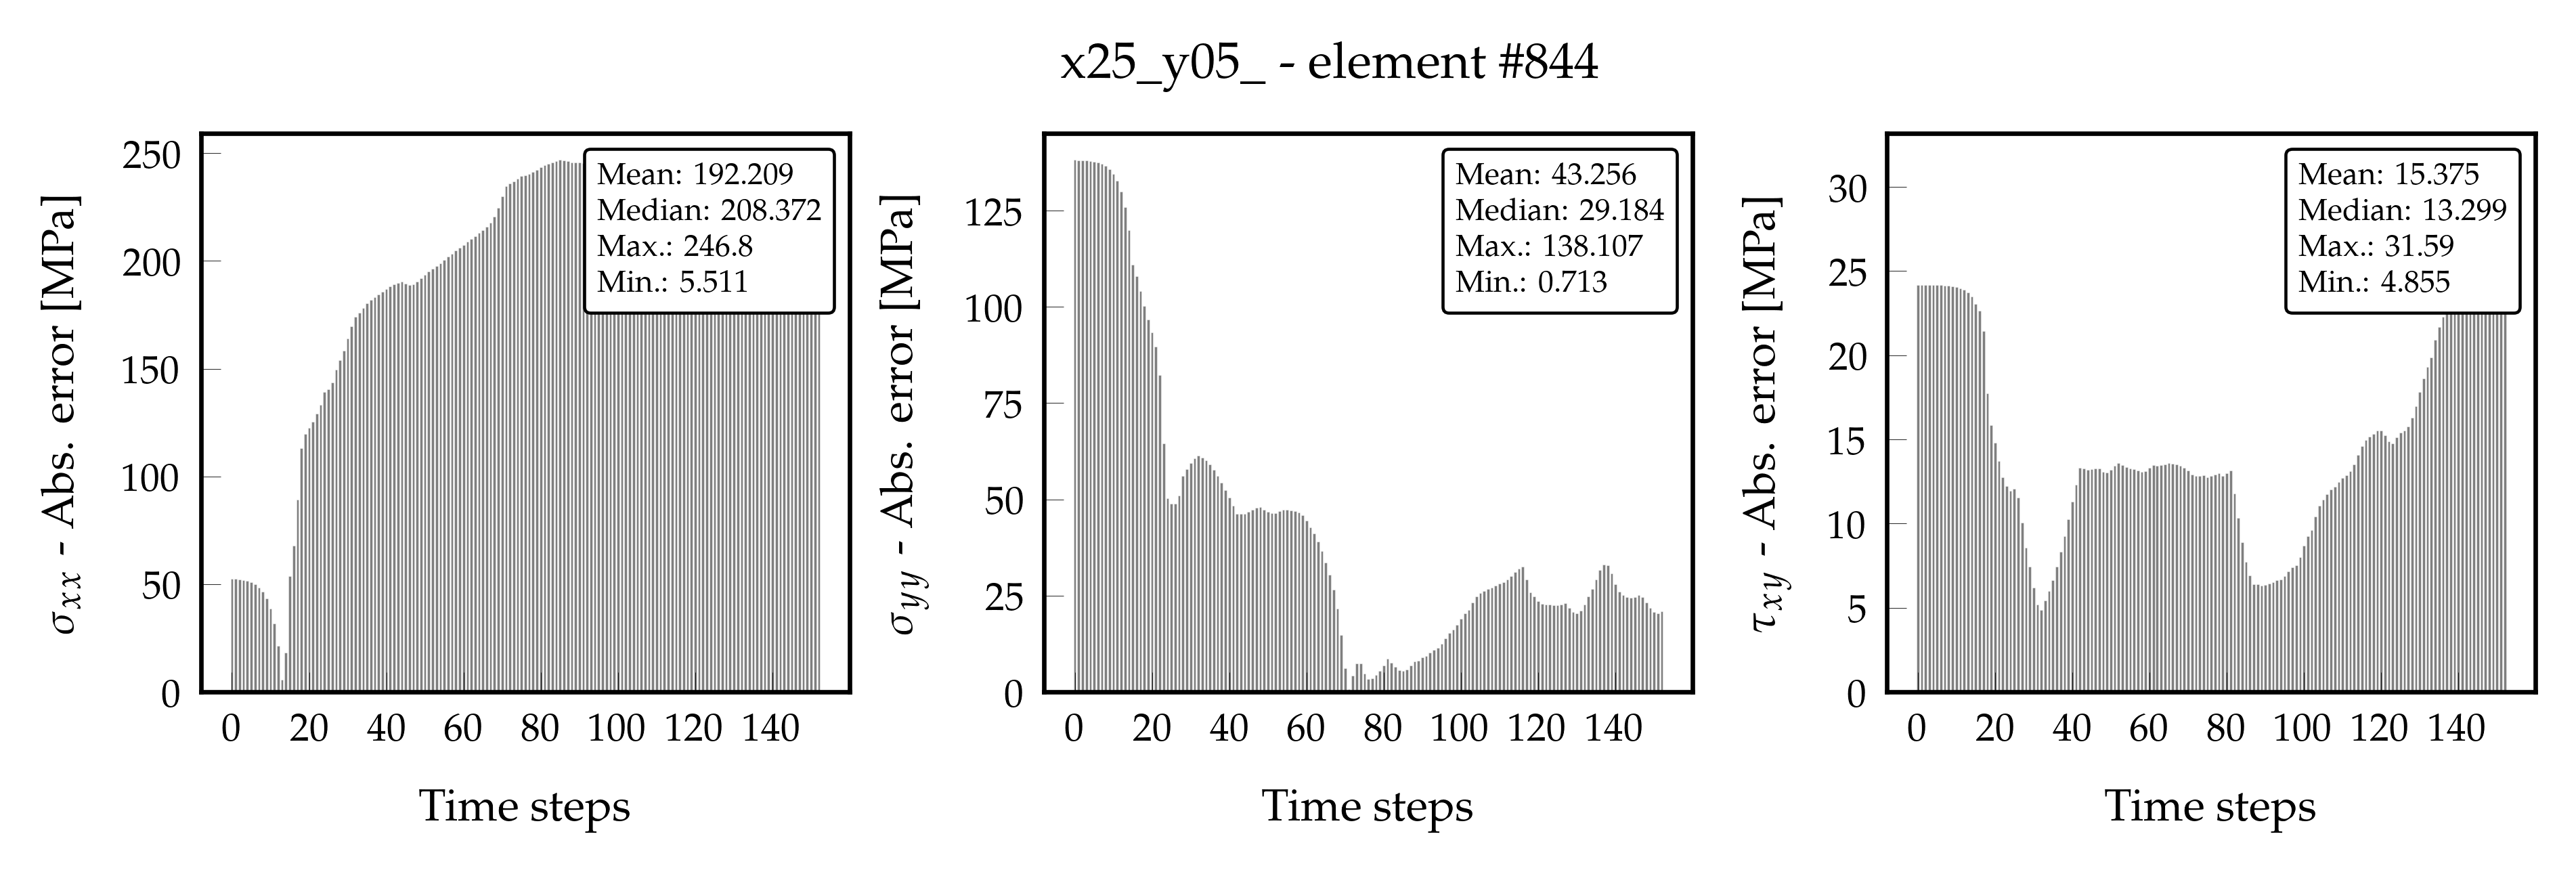 x25_y05_ - element #844
σxx - Abs. error [MPa]
250
200
150
100
50
0
0 20 40 60 80 100 120 140
Time steps
Mean: 192.209
Median: 208.372
Max.: 246.8
Min.: 5.511
σyy - Abs. error [MPa]
125
100
75
50
25
0
0 20 40 60 80 100 120 140
Time steps
Mean: 43.256
Median: 29.184
Max.: 138.107
Min.: 0.713
τxy - Abs. error [MPa]
30
25
20
15
10
5
0
0 20 40 60 80 100 120 140
Time steps
Mean: 15.375
Median: 13.299
Max.: 31.59
Min.: 4.855